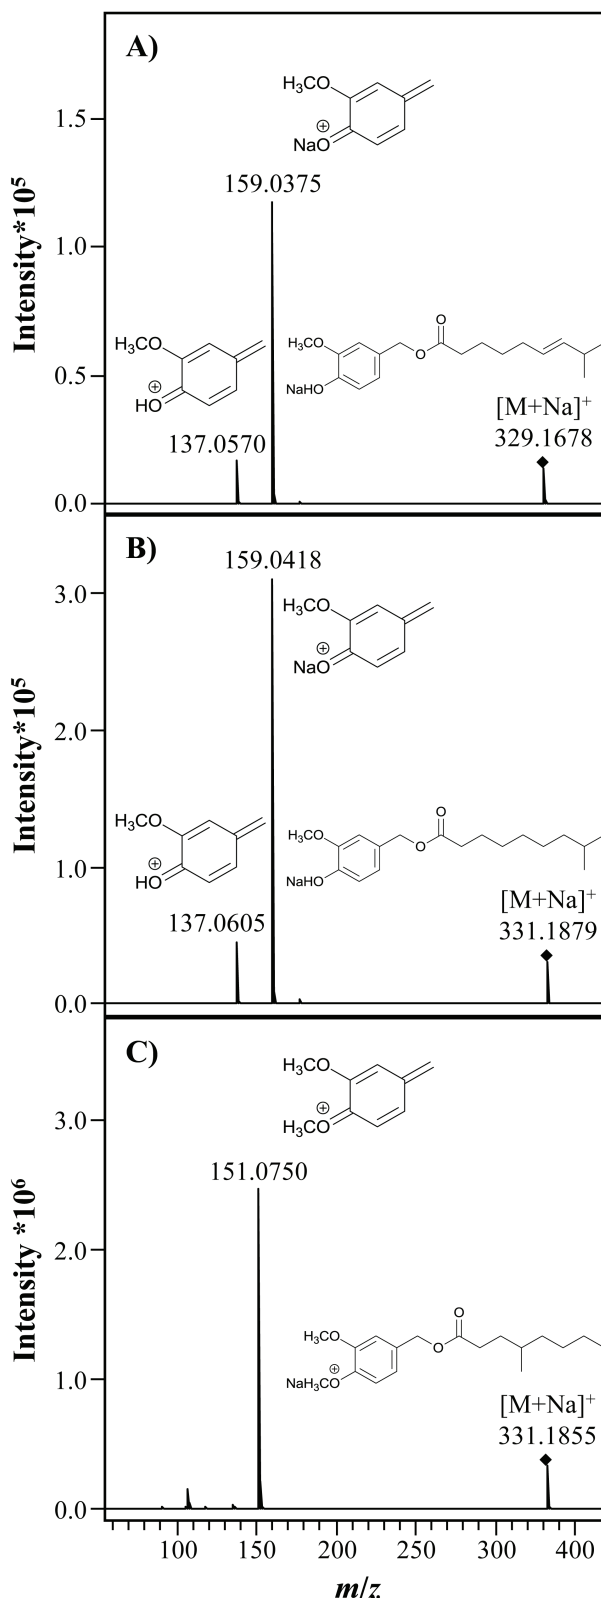 A)
H₃CO
⊕
NaO
159.0375
1.5
1.0
0.5
0.0
Intensity*10⁵
H₃CO
⊕
HO
137.0570
O
H₃CO
O
NaHO
[M+Na]⁺
329.1678
B)
159.0418
H₃CO
⊕
NaO
3.0
2.0
1.0
0.0
Intensity*10⁵
H₃CO
⊕
HO
137.0605
O
H₃CO
O
NaHO
[M+Na]⁺
331.1879
C)
H₃CO
⊕
H₃CO
151.0750
3.0
2.0
1.0
0.0
Intensity *10⁶
O
H₃CO
O
⊕
NaH₃CO
[M+Na]⁺
331.1855
100 150 200 250 300 350 400
m/z